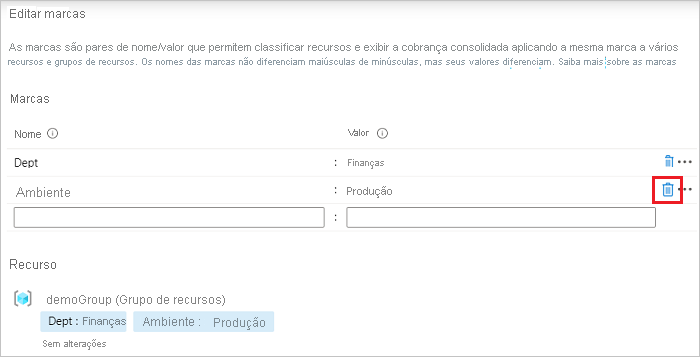 Editar marcas
As marcas são pares de nome/valor que permitem classificar recursos e exibir a cobrança consolidada aplicando a mesma marca a vários
recursos e grupos de recursos. Os nomes das marcas não diferenciam maiúsculas de minúsculas, mas seus valores diferenciam. Saiba mais sobre as marcas
Marcas
Nome Valor
Dept : Finanças
Ambiente : Produção
:
Recurso
demoGroup (Grupo de recursos)
Dept : Finanças Ambiente : Produção
Sem alterações